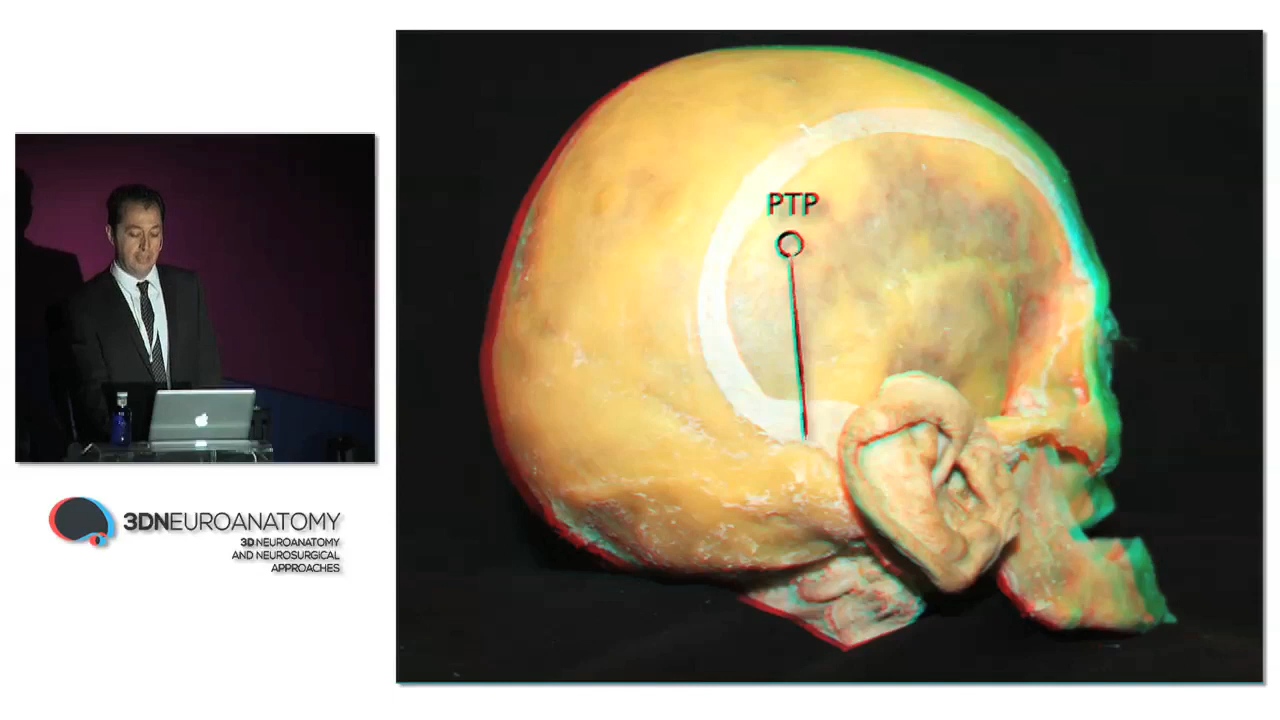 PTP
3DNEUROANATOMY
3D NEUROANATOMY
AND NEUROSURGICAL
APPROACHES